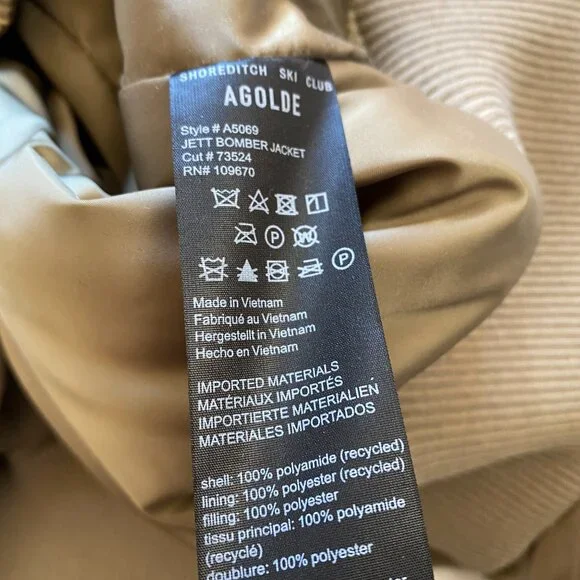 SHOREDITCH SKI CLUB
AGOLDE
Style # A5069
JETT BOMBER JACKET
Cut # 73524
RN# 109670
P
W
P
Made in Vietnam
Fabriqué au Vietnam
Hergestellt in Vietnam
Hecho en Vietnam
IMPORTED MATERIALS
MATÉRIAUX IMPORTÉS
IMPORTIERTE MATERIALIEN
MATERIALES IMPORTADOS
shell: 100% polyamide (recycled)
lining: 100% polyester (recycled)
filling: 100% polyester
tissu principal: 100% polyamide
(recyclé)
doublure: 100% polyester